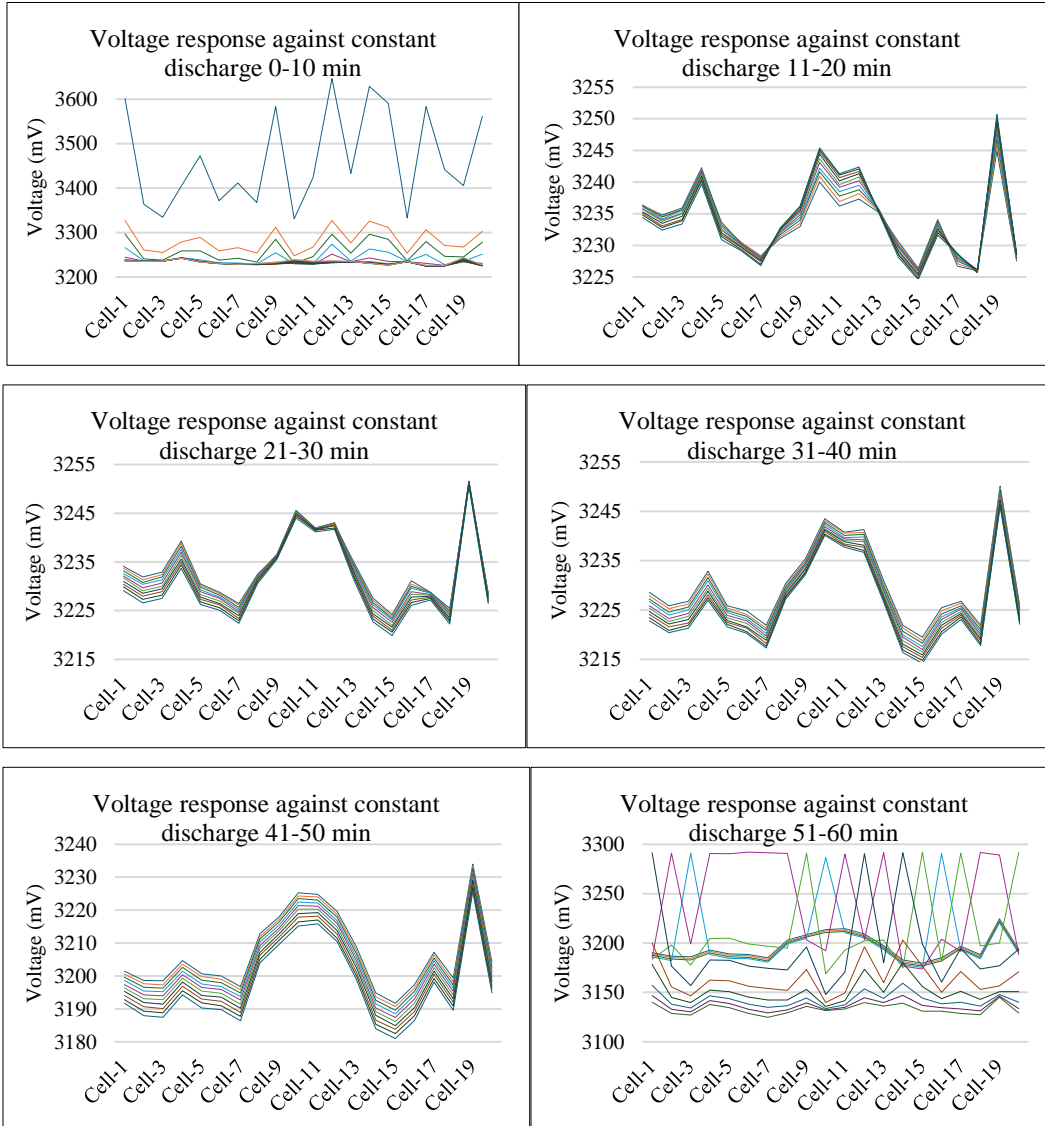 Voltage response against constant
discharge 0-10 min
Voltage (mV)
3600
3500
3400
3300
3200
Cell-1
Cell-3
Cell-5
Cell-7
Cell-9
Cell-11
Cell-13
Cell-15
Cell-17
Cell-19
Voltage response against constant
discharge 11-20 min
Voltage (mV)
3255
3250
3245
3240
3235
3230
3225
Cell-1
Cell-3
Cell-5
Cell-7
Cell-9
Cell-11
Cell-13
Cell-15
Cell-17
Cell-19
Voltage response against constant
discharge 21-30 min
Voltage (mV)
3255
3245
3235
3225
3215
Cell-1
Cell-3
Cell-5
Cell-7
Cell-9
Cell-11
Cell-13
Cell-15
Cell-17
Cell-19
Voltage response against constant
discharge 31-40 min
Voltage (mV)
3255
3245
3235
3225
3215
Cell-1
Cell-3
Cell-5
Cell-7
Cell-9
Cell-11
Cell-13
Cell-15
Cell-17
Cell-19
Voltage response against constant
discharge 41-50 min
Voltage (mV)
3240
3230
3220
3210
3200
3190
3180
Cell-1
Cell-3
Cell-5
Cell-7
Cell-9
Cell-11
Cell-13
Cell-15
Cell-17
Cell-19
Voltage response against constant
discharge 51-60 min
Voltage (mV)
3300
3250
3200
3150
3100
Cell-1
Cell-3
Cell-5
Cell-7
Cell-9
Cell-11
Cell-13
Cell-15
Cell-17
Cell-19